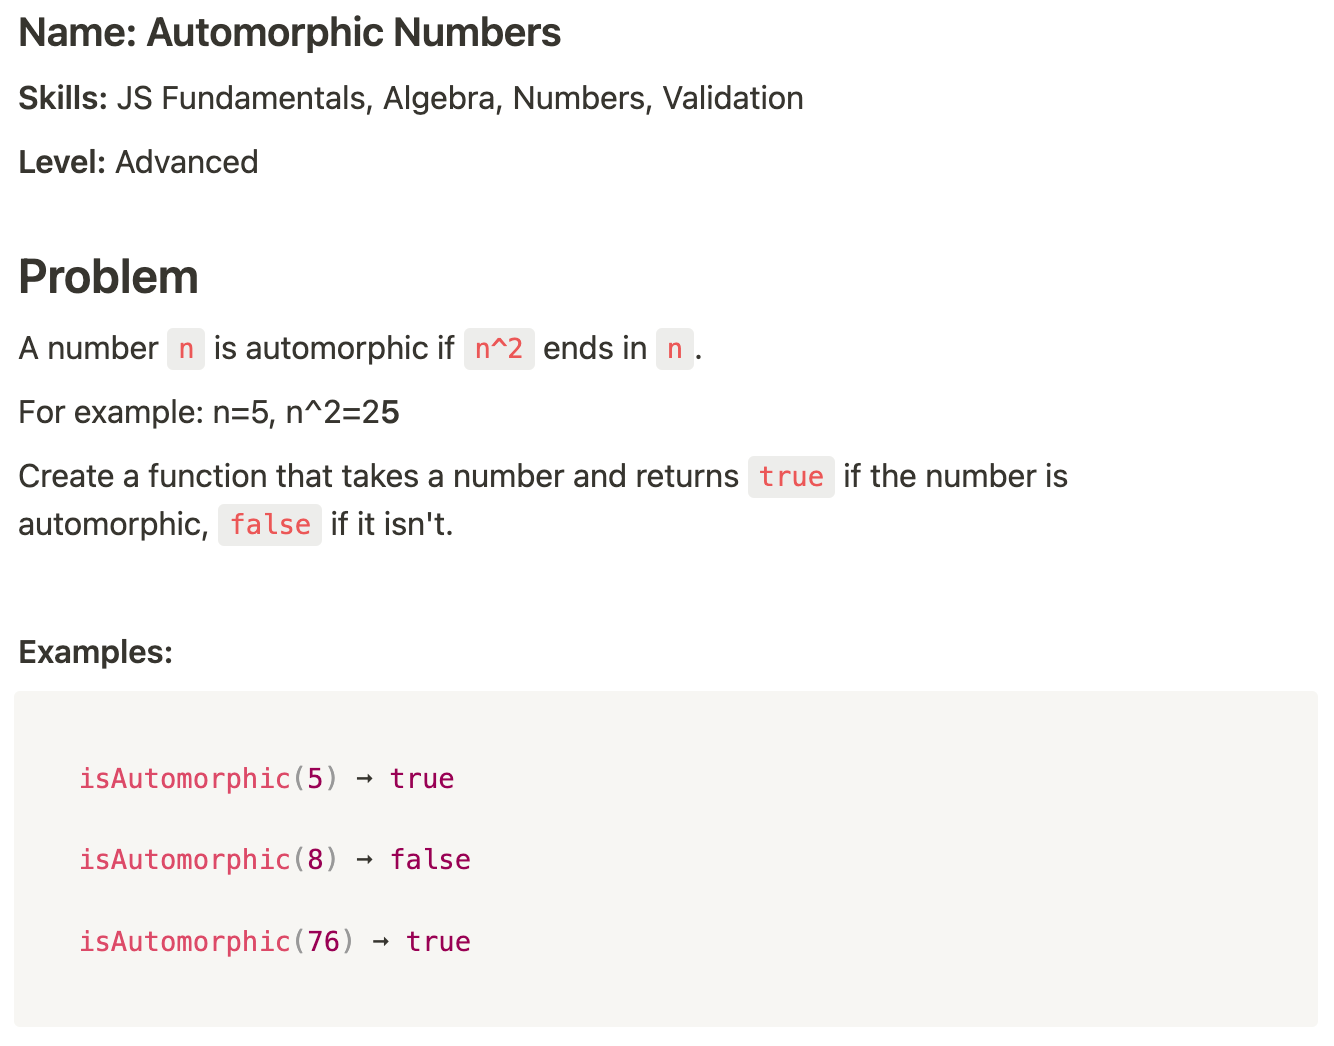 Name: Automorphic Numbers
Skills: JS Fundamentals, Algebra, Numbers, Validation
Level: Advanced
Problem
A number n is automorphic if n^2 ends in n.
For example: n=5, n^2=25
Create a function that takes a number and returns true if the number is
automorphic, false if it isn't.
Examples:
isAutomorphic(5) → true
isAutomorphic(8) → false
isAutomorphic(76) → true